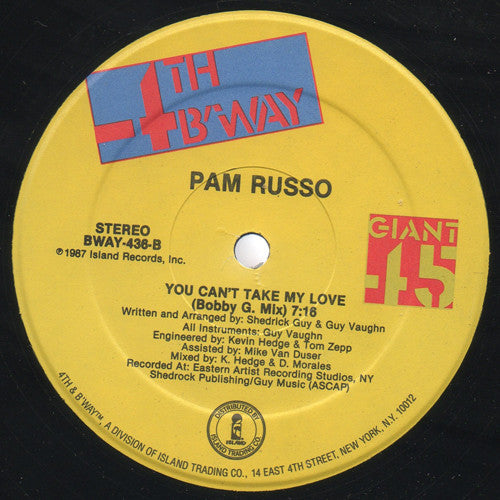 4TH
B'WAY
PAM RUSSO
STEREO
BWAY-436-B
℗1987 Island Records, Inc.
GIANT
45
YOU CAN'T TAKE MY LOVE
(Bobby G. Mix) 7:16
Written and Arranged by: Shedrick Guy & Guy Vaughn
All Instruments: Guy Vaughn
Engineered by: Kevin Hedge & Tom Zepp
Assisted by: Mike Van Duser
Mixed by: K. Hedge & D. Morales
Recorded At: Eastern Artist Recording Studios, NY
Shedrock Publishing/Guy Music (ASCAP)
DISTRIBUTED BY
ISLAND
ISLAND TRADING CO.
4TH & B'WAY™, A DIVISION OF ISLAND TRADING CO., 14 EAST 4TH STREET, NEW YORK, N.Y. 10012